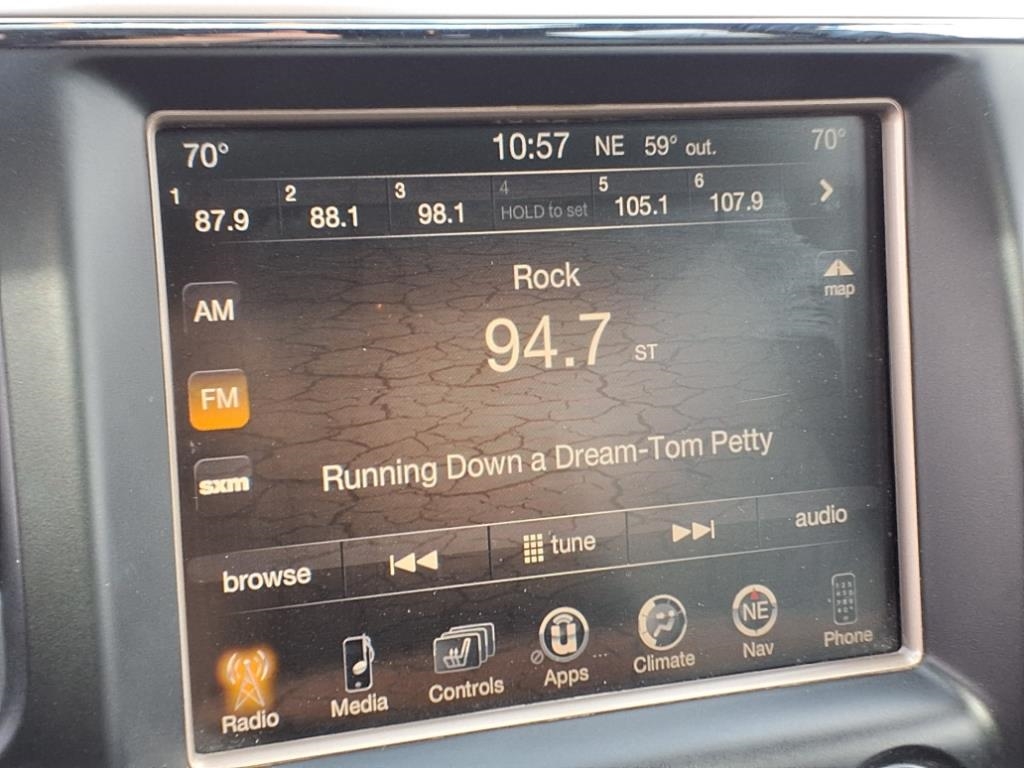 70° 10:57 NE 59° out. 70°
1 87.9 2 88.1 3 98.1 4 HOLD to set 5 105.1 6 107.9
Rock
map
AM
94.7 ST
FM
Running Down a Dream-Tom Petty
sxm
browse tune audio
NE
Radio Media Controls Apps Climate Nav Phone